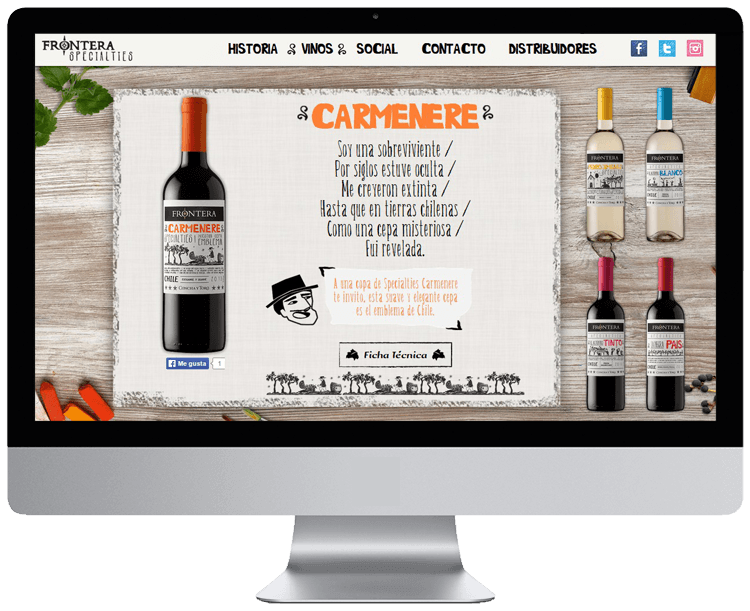 FRONTERA
SPECIALTIES
HISTORIA VINOS SOCIAL CONTACTO DISTRIBUIDORES
CARMENERE
Soy una sobreviviente /
Por siglos estuve oculta /
Me creyeron extinta /
Hasta que en tierras chilenas /
Como una cepa misteriosa /
Fui revelada.
A una copa de Specialties Carmenere
te invito, esta suave y elegante cepa
es el emblema de Chile.
Ficha Técnica
FRONTERA
CARMENERE
EMBLEMA
CHILE
CONCHA Y TORO
Me gusta 1
FRONTERA
FRONTERA
BLANCO
FRONTERA
TINTO
FRONTERA
PAIS